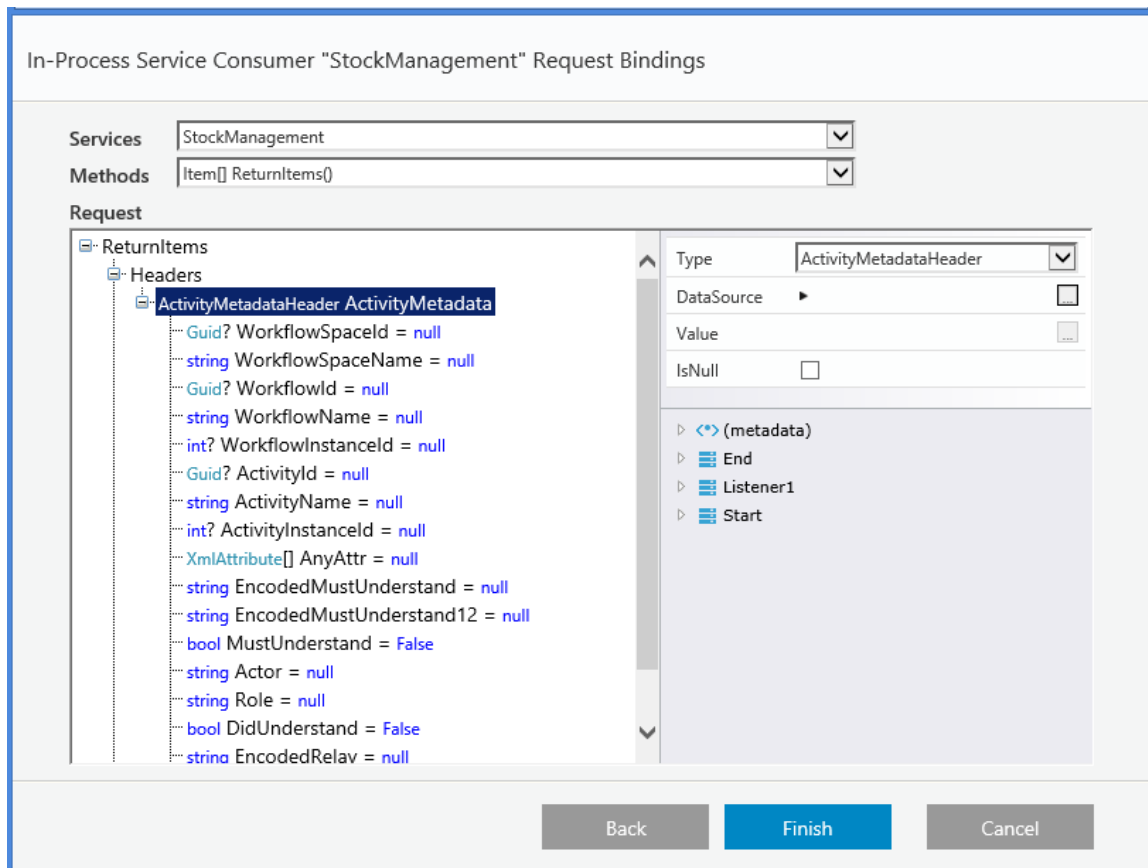 In-Process Service Consumer "StockManagement" Request Bindings
Services StockManagement
Methods Item[] ReturnItems()
Request
ReturnItems
Headers
ActivityMetadataHeader ActivityMetadata
Guid? WorkflowSpaceId = null
string WorkflowSpaceName = null
Guid? WorkflowId = null
string WorkflowName = null
int? WorkflowInstanceId = null
Guid? ActivityId = null
string ActivityName = null
int? ActivityInstanceId = null
XmlAttribute[] AnyAttr = null
string EncodedMustUnderstand = null
string EncodedMustUnderstand12 = null
bool MustUnderstand = False
string Actor = null
string Role = null
bool DidUnderstand = False
string EncodedRelay = null
Type ActivityMetadataHeader
DataSource ...
Value ...
IsNull
<*> (metadata)
End
Listener1
Start
Back Finish Cancel